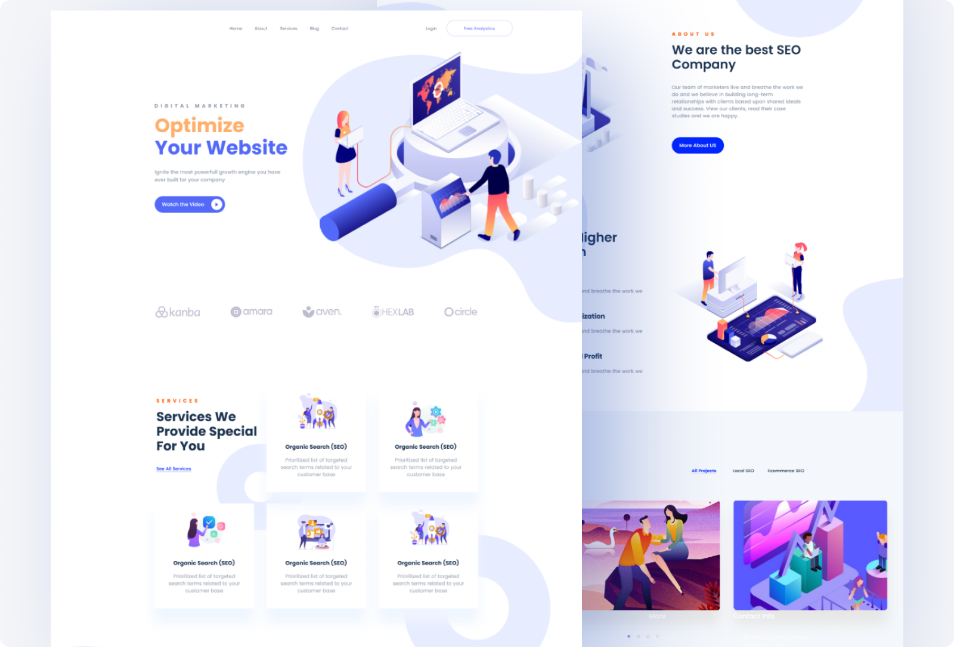 Home About Services Blog Contact Login Free Analytics
DIGITAL MARKETING
Optimize
Your Website
Ignite the most powerfull growth engine you have
ever built for your company
Watch the Video
kanba amara aven. HEXLAB circle
SERVICES
Services We
Provide Special
For You
See All Services
Organic Search (SEO)
Prioritized list of targeted
search terms related to your
customer base
Organic Search (SEO)
Prioritized list of targeted
search terms related to your
customer base
Organic Search (SEO)
Prioritized list of targeted
search terms related to your
customer base
Organic Search (SEO)
Prioritized list of targeted
search terms related to your
customer base
Organic Search (SEO)
Prioritized list of targeted
search terms related to your
customer base
ABOUT US
We are the best SEO
Company
Our team of marketers live and breathe the work we
do and we believe in building long-term
relationships with clients based upon shared ideas
and success. View our clients, read their case
studies and we are happy.
More About US
Higher
and breathe the work we
ization
and breathe the work we
Profit
and breathe the work we
All Projects Local SEO Ecommerce SEO